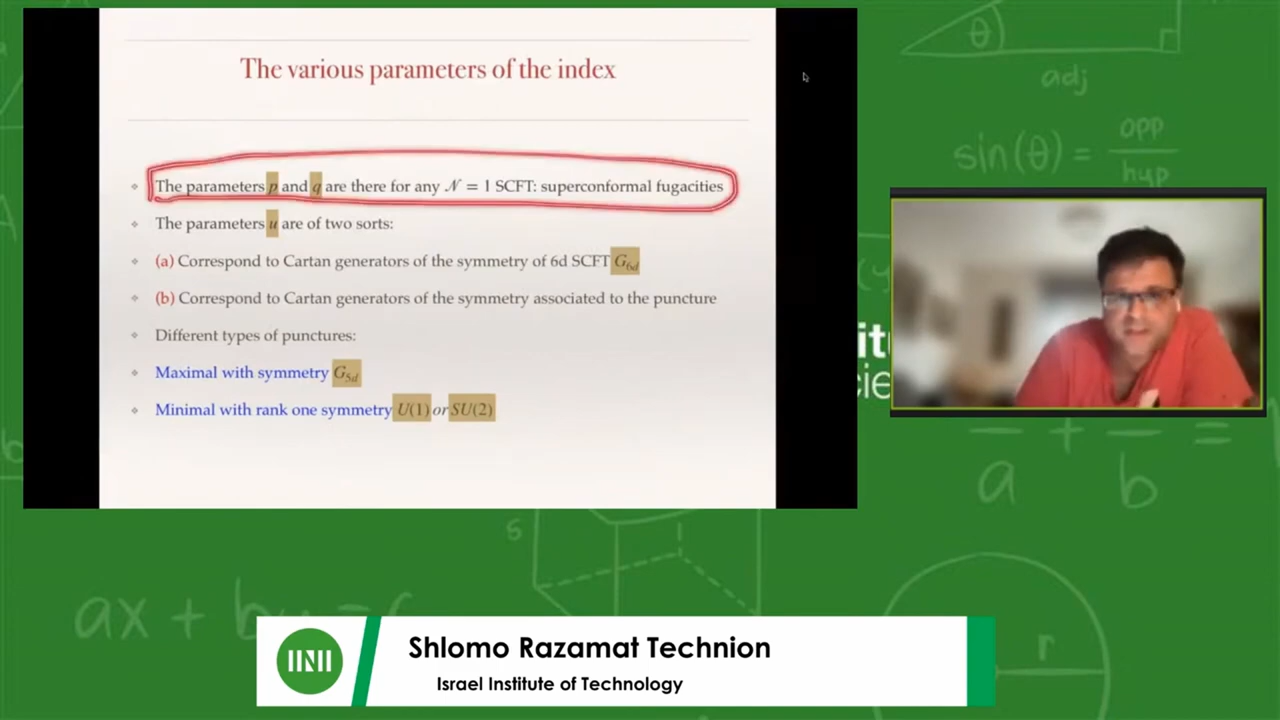 The various parameters of the index
The parameters p and q are there for any 𝒩 = 1 SCFT: superconformal fugacities
The parameters u are of two sorts:
(a) Correspond to Cartan generators of the symmetry of 6d SCFT G6d
(b) Correspond to Cartan generators of the symmetry associated to the puncture
Different types of punctures:
Maximal with symmetry G5d
Minimal with rank one symmetry U(1) or SU(2)
θ
adj
sin(θ) = opp
hyp
s
a + b =
ax + by =
r
Shlomo Razamat Technion
Israel Institute of Technology